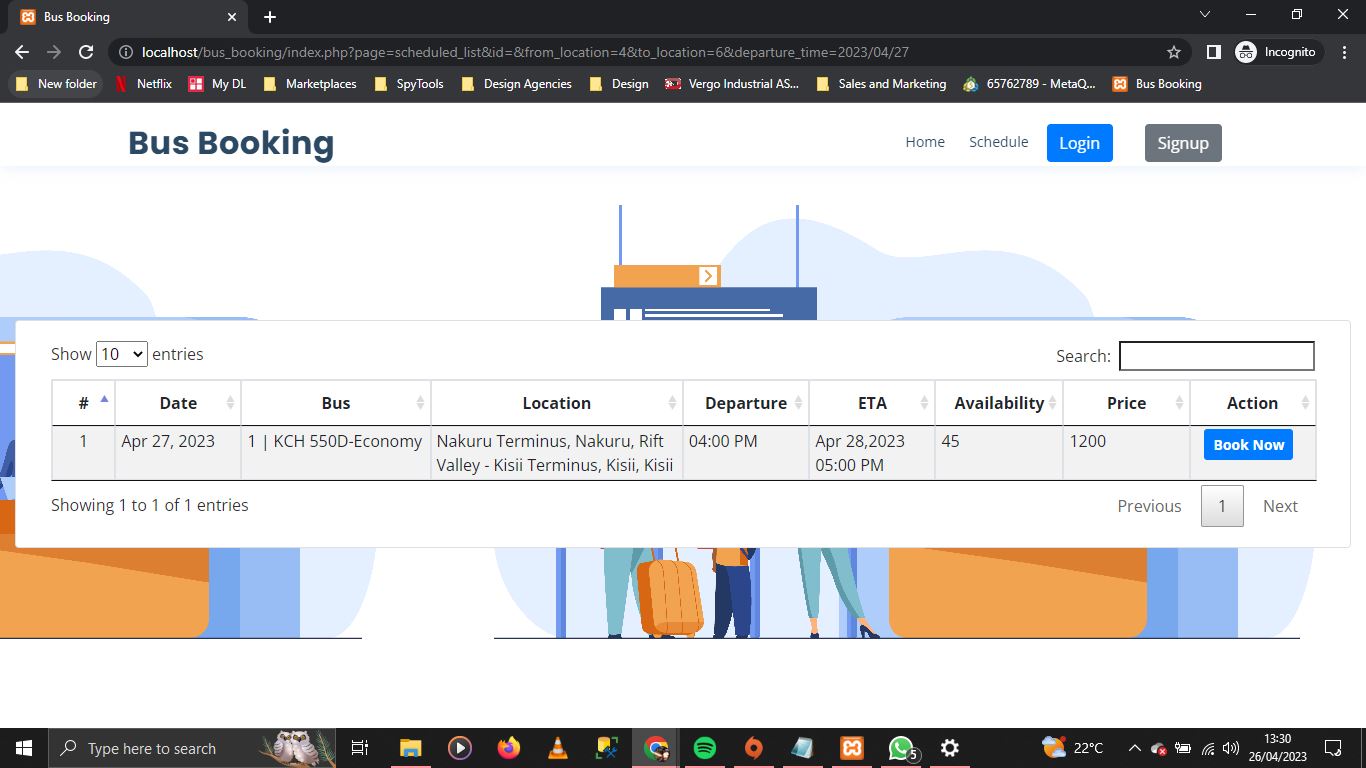 Bus Booking
localhost/bus_booking/index.php?page=scheduled_list&id=&from_location=4&to_location=6&departure_time=2023/04/27
Incognito
New folder Netflix My DL Marketplaces SpyTools Design Agencies Design Vergo Industrial AS... Sales and Marketing 65762789 - MetaQ... Bus Booking
Bus Booking Home Schedule Login Signup
Show 10 entries Search:
# Date Bus Location Departure ETA Availability Price Action
1 Apr 27, 2023 1 | KCH 550D-Economy Nakuru Terminus, Nakuru, Rift 04:00 PM Apr 28,2023 45 1200 Book Now
Valley - Kisii Terminus, Kisii, Kisii 05:00 PM
Showing 1 to 1 of 1 entries Previous 1 Next
Type here to search 5 22°C 13:30
26/04/2023